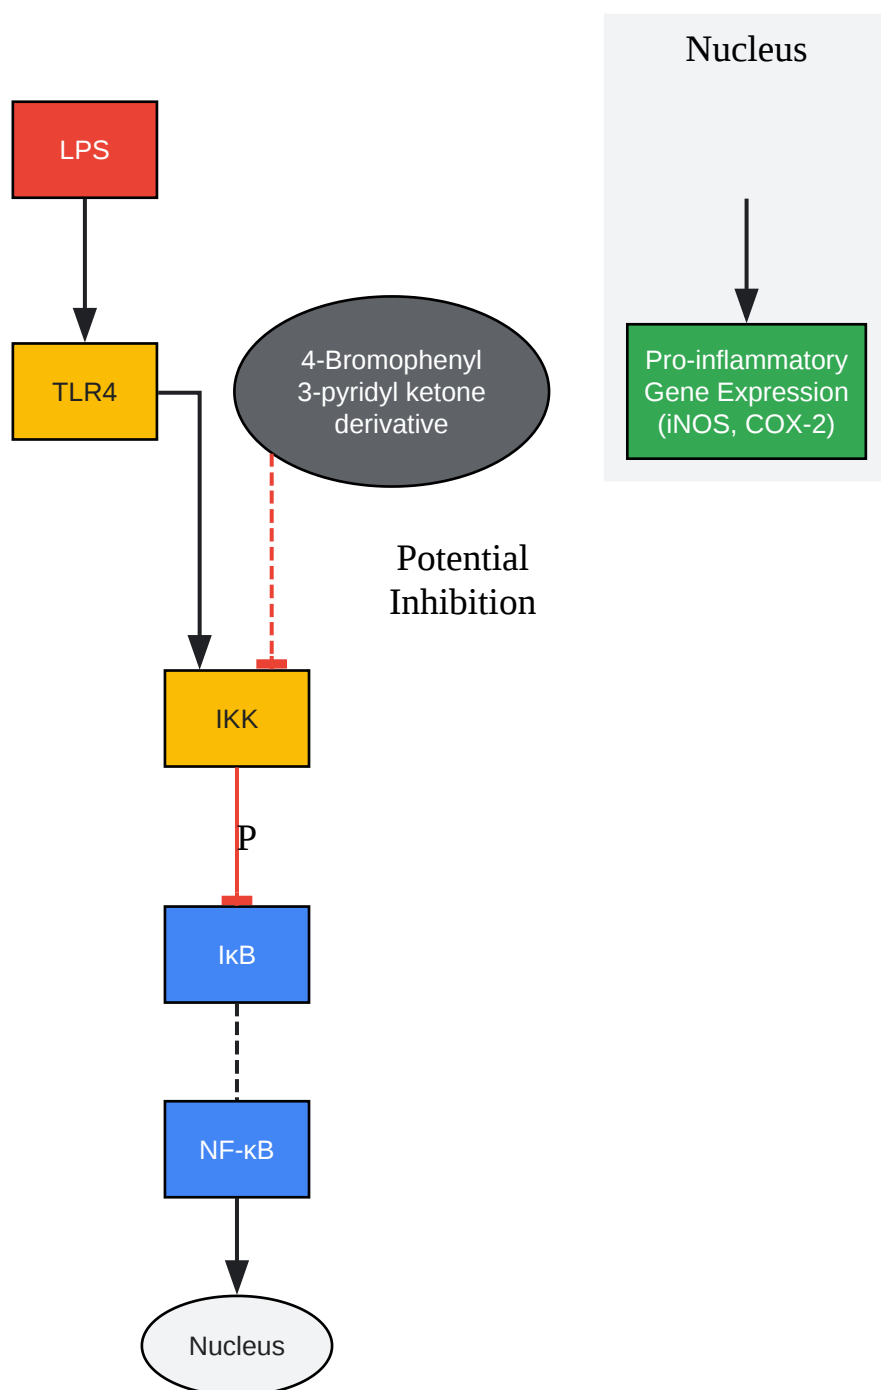 Nucleus
LPS
TLR4
4-Bromophenyl
3-pyridyl ketone
derivative
Pro-inflammatory
Gene Expression
(iNOS, COX-2)
Potential
Inhibition
IKK
P
IκB
NF-κB
Nucleus